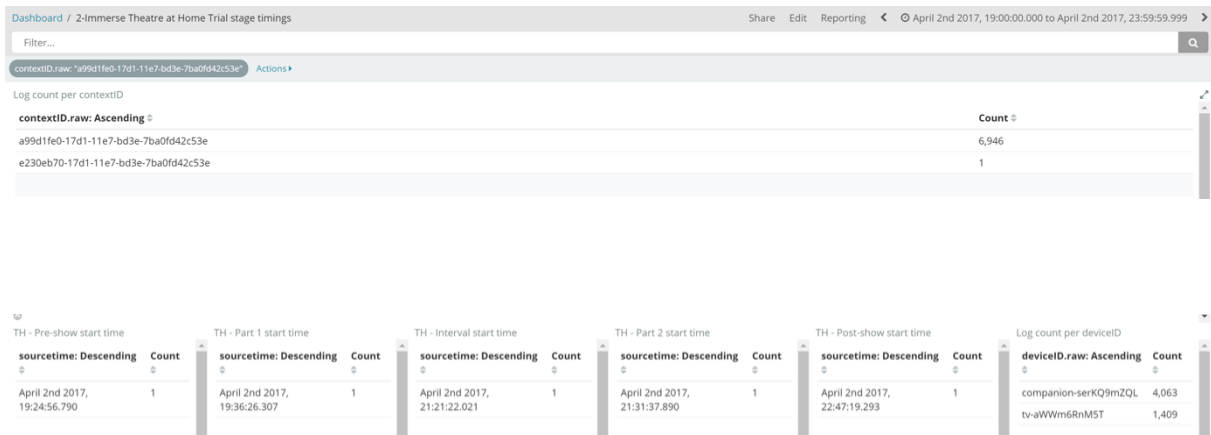 Dashboard / 2-Immerse Theatre at Home Trial stage timings Share Edit Reporting April 2nd 2017, 19:00:00.000 to April 2nd 2017, 23:59:59.999
Filter...
contextID.raw: "a99d1fe0-17d1-11e7-bd3e-7ba0fd42c53e" Actions
Log count per contextID
contextID.raw: Ascending Count
a99d1fe0-17d1-11e7-bd3e-7ba0fd42c53e 6,946
e230eb70-17d1-11e7-bd3e-7ba0fd42c53e 1
TH - Pre-show start time TH - Part 1 start time TH - Interval start time TH - Part 2 start time TH - Post-show start time Log count per deviceID
sourcetime: Descending Count sourcetime: Descending Count sourcetime: Descending Count sourcetime: Descending Count sourcetime: Descending Count deviceID.raw: Ascending Count
April 2nd 2017, 1 April 2nd 2017, 1 April 2nd 2017, 1 April 2nd 2017, 1 April 2nd 2017, 1 companion-serKQ9mZQL 4,063
19:24:56.790 19:36:26.307 21:21:22.021 21:31:37.890 22:47:19.293 tv-aWWm6RnM5T 1,409